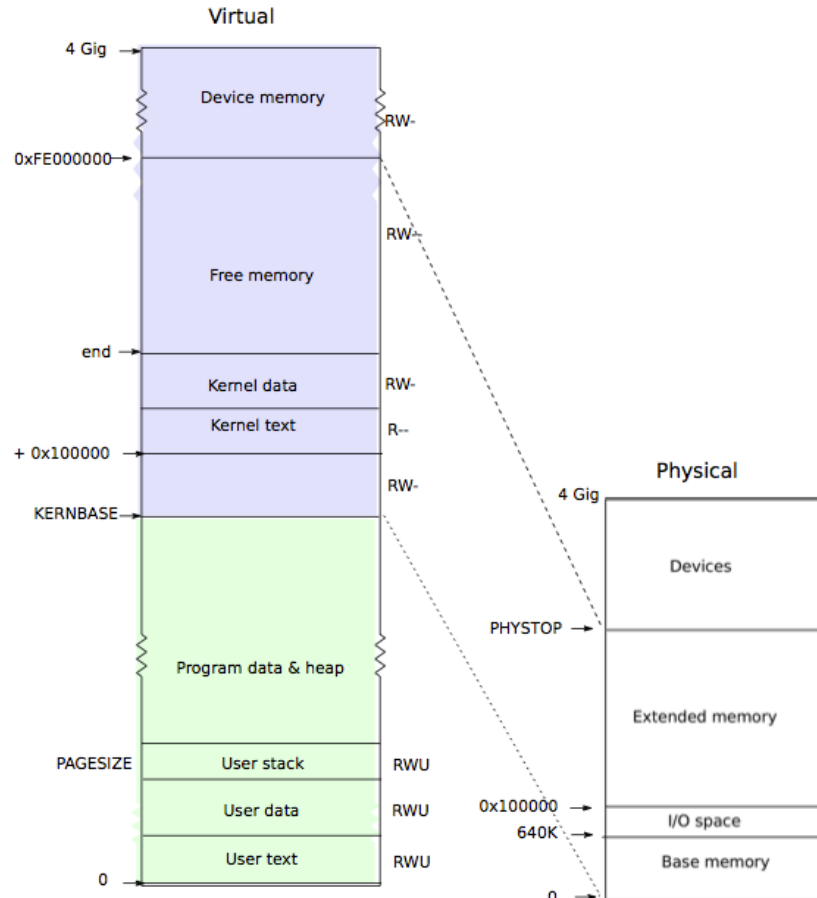 Virtual
4 Gig
Device memory
RW-
0xFE000000
RW--
Free memory
end
Kernel data
RW-
Kernel text
R--
+ 0x100000
RW-
Physical
KERNBASE
4 Gig
Devices
PHYSTOP
Program data & heap
Extended memory
PAGESIZE
User stack
RWU
User data
RWU
0x100000
I/O space
640K
User text
RWU
Base memory
0
0